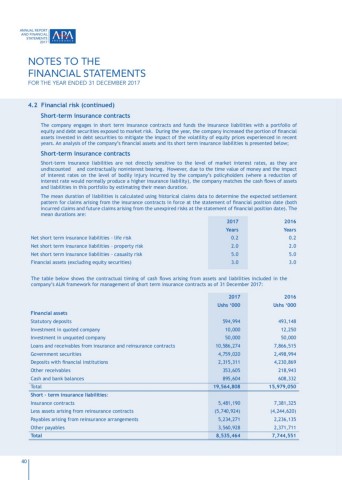 ANNUAL REPORT
AND FINANCIAL
STATEMENTS
2017
APA
NOTES TO THE
FINANCIAL STATEMENTS
FOR THE YEAR ENDED 31 DECEMBER 2017
4.2 Financial risk (continued)
Short-term insurance contracts
The company engages in short term insurance contracts and funds the insurance liabilities with a portfolio of
equity and debt securities exposed to market risk. During the year, the company increased the portion of financial
assets invested in debt securities to mitigate the impact of the volatility of equity prices experienced in recent
years. An analysis of the company's financial assets and its short term insurance liabilities is presented below;
Short-term insurance contracts
Short-term insurance liabilities are not directly sensitive to the level of market interest rates, as they are
undiscounted and contractually noninterest bearing. However, due to the time value of money and the impact
of interest rates on the level of bodily injury incurred by the company's policyholders (where a reduction of
interest rate would normally produce a higher insurance liability), the company matches the cash flows of assets
and liabilities in this portfolio by estimating their mean duration.
The mean duration of liabilities is calculated using historical claims data to determine the expected settlement
pattern for claims arising from the insurance contracts in force at the statement of financial position date (both
incurred claims and future claims arising from the unexpired risks at the statement of financial position date). The
mean durations are:
2017 2016
Years Years
Net short term insurance liabilities - life risk 0.2 0.2
Net short term insurance liabilities - property risk 2.0 2.0
Net short term insurance liabilities - casualty risk 5.0 5.0
Financial assets (excluding equity securities) 3.0 3.0
The table below shows the contractual timing of cash flows arising from assets and liabilities included in the
company's ALM framework for management of short term insurance contracts as of 31 December 2017:
2017 2016
Ushs '000 Ushs '000
Financial assets
Statutory deposits 594,994 493,148
Investment in quoted company 10,000 12,250
Investment in unquoted company 50,000 50,000
Loans and receivables from insurance and reinsurance contracts 10,586,274 7,866,515
Government securities 4,759,020 2,498,994
Deposits with financial institutions 2,315,311 4,230,869
Other receivables 353,605 218,943
Cash and bank balances 895,604 608,332
Total 19,564,808 15,979,050
Short - term insurance liabilities:
Insurance contracts 5,481,190 7,381,325
Less assets arising from reinsurance contracts (5,740,924) (4,244,620)
Payables arising from reinsurance arrangements 5,234,271 2,236,135
Other payables 3,560,928 2,371,711
Total 8,535,464 7,744,551
40